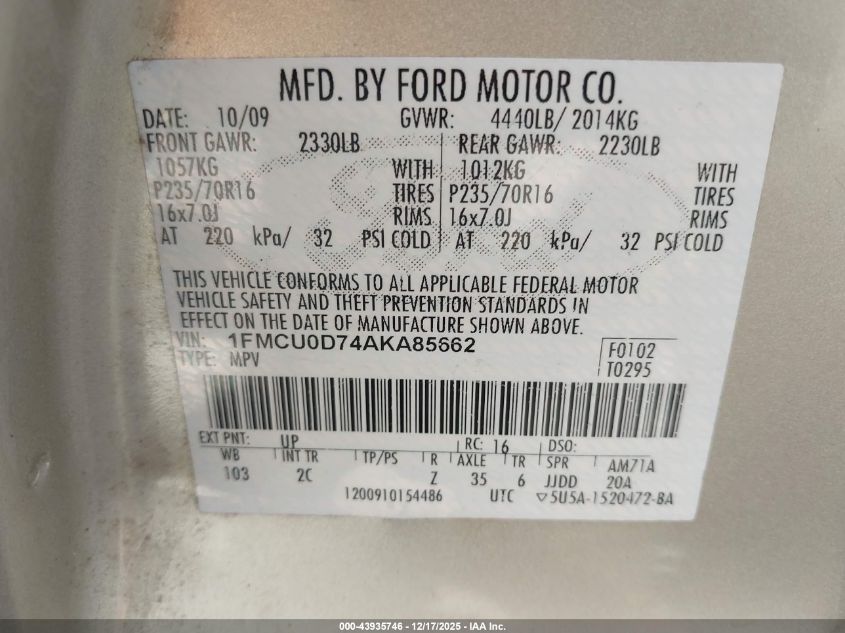 MFD. BY FORD MOTOR CO.
DATE: 10/09 GVWR: 4440LB/ 2014KG
FRONT GAWR: 2330LB REAR GAWR: 2230LB
1057KG WITH 1012KG WITH
P235/70R16 TIRES P235/70R16 TIRES
16x7.0J RIMS 16x7.0J RIMS
AT 220 kPa/ 32 PSI COLD AT 220 kPa/ 32 PSI COLD
THIS VEHICLE CONFORMS TO ALL APPLICABLE FEDERAL MOTOR
VEHICLE SAFETY AND THEFT PREVENTION STANDARDS IN
EFFECT ON THE DATE OF MANUFACTURE SHOWN ABOVE.
VIN: 1FMCU0D74AKA85662
TYPE: MPV F0102
T0295
EXT PNT: UP RC: 16 DSO:
WB INT TR TP/PS R AXLE TR SPR AM71A
103 2C Z 35 6 JJDD 20A
1200910154486 UTC ▽5U5A-1520472-BA
000-43935746 - 12/17/2025 - IAA Inc.